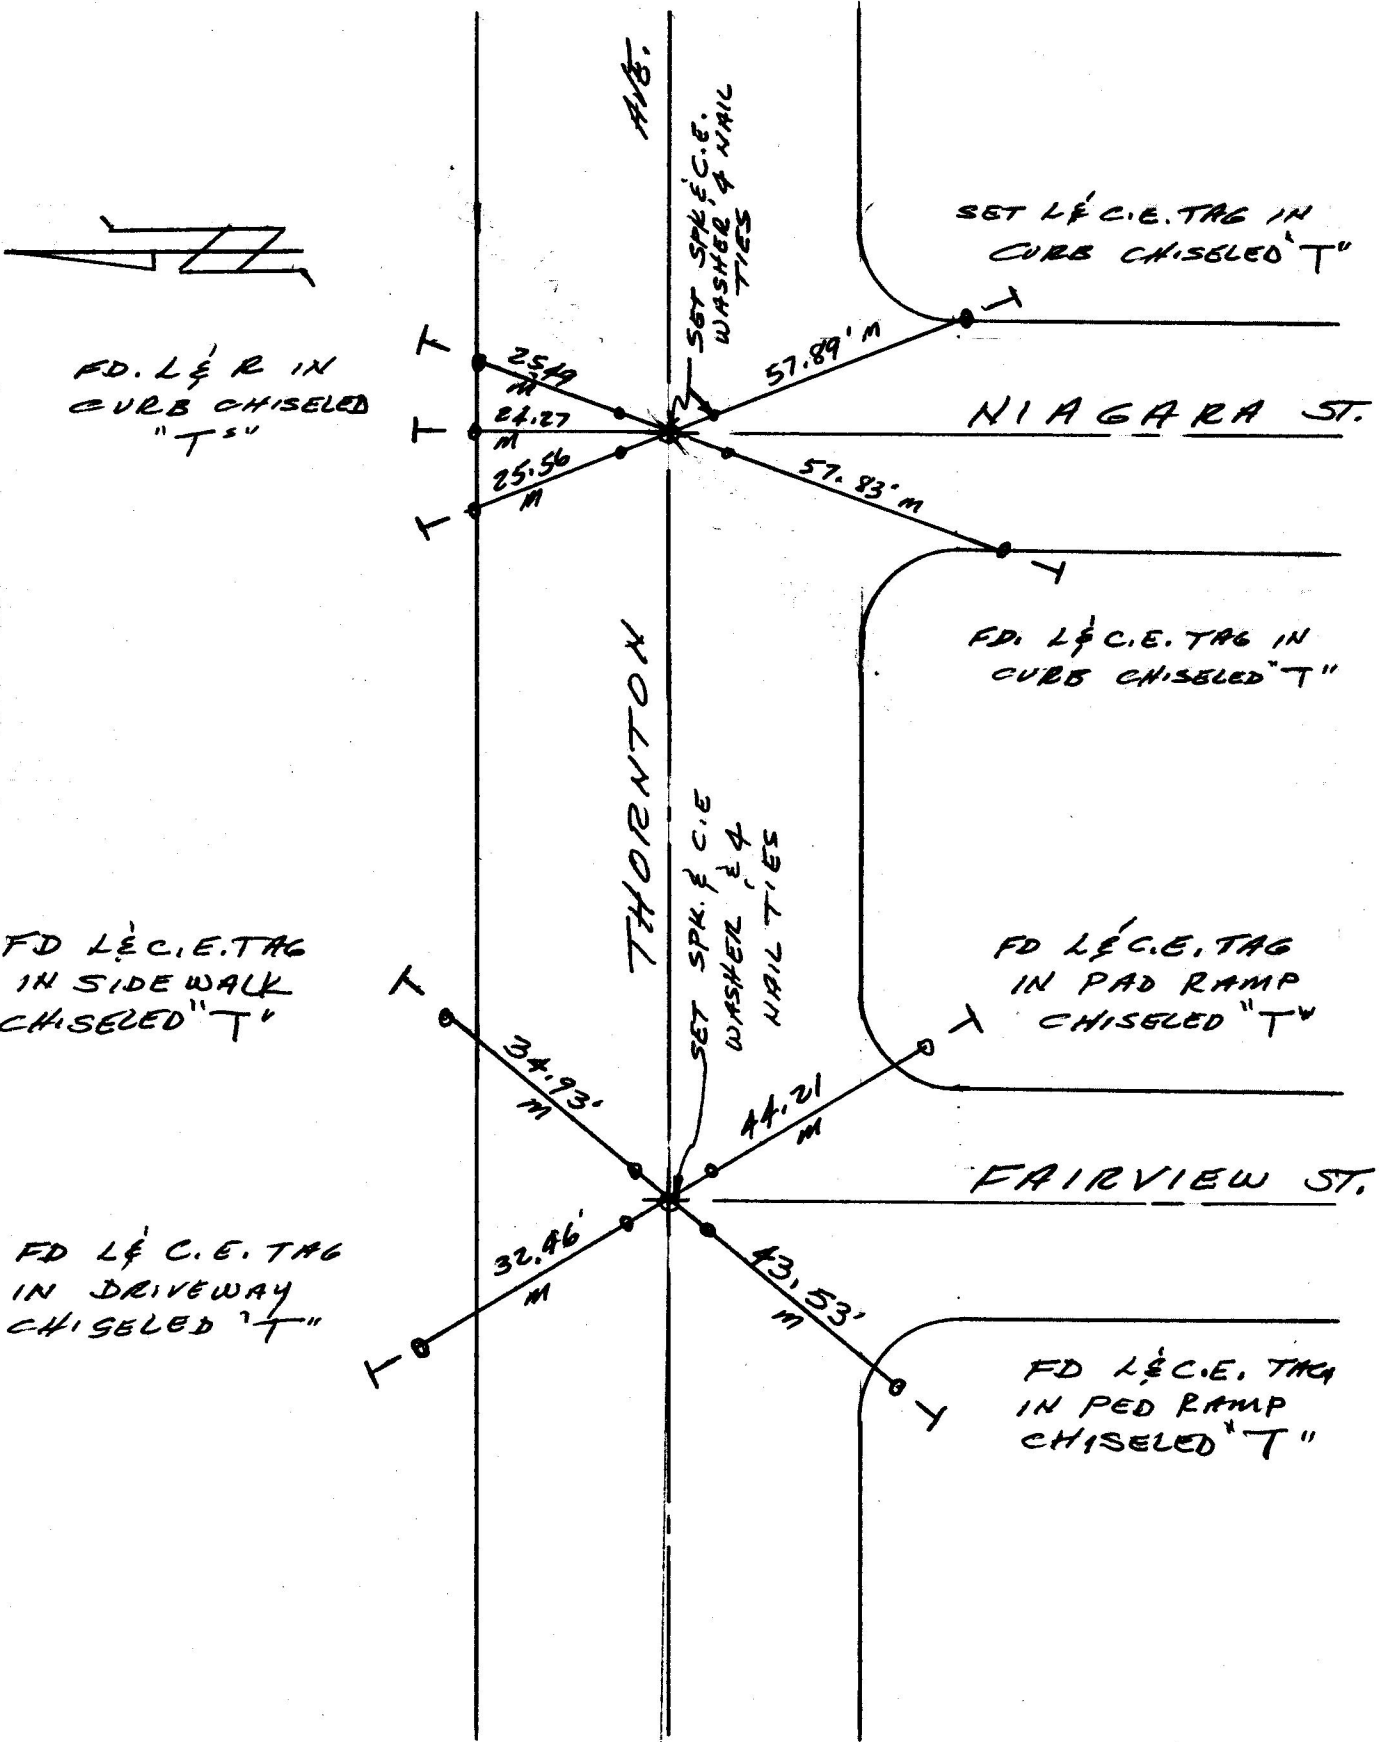 AVE.
SET SPK & C.E.
WASHER, 4 NAIL
TIES
SET L & C.E. TAG IN
CURB CHISELED "T"
T
57.89' M
T
FD. L & R IN
CURB CHISELED
"T'S"
M
T
24.27
M
NIAGARA ST.
25.56
M
T
57.83' M
T
FD. L & C.E. TAG IN
CURB CHISELED "T"
THORNTON
SET SPK. & C.E
WASHER, & 4
NAIL TIES
FD L & C.E. TAG
IN SIDEWALK
CHISELED "T"
T
34.93'
M
FD L & C.E. TAG
IN PAD RAMP
CHISELED "T"
T
44.21
M
FAIRVIEW ST.
FD L & C.E. TAG
IN DRIVEWAY
CHISELED "T"
32.46'
M
T
43.53'
M
T
FD L & C.E. TAG
IN PED RAMP
CHISELED "T"